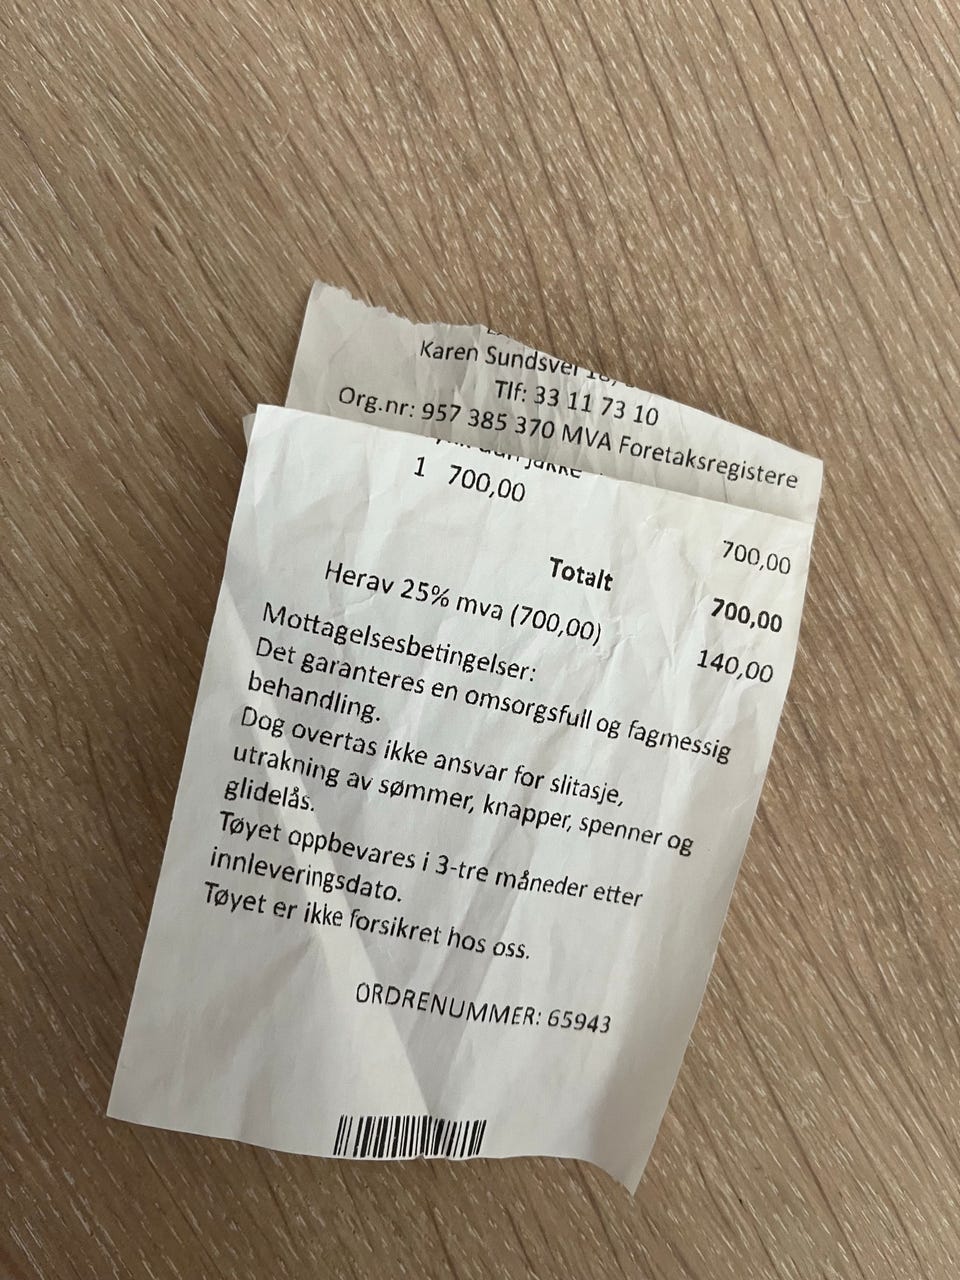 Karen Sundsvei
Tlf: 33 11 73 10
Org.nr: 957 385 370 MVA Foretaksregistere
jakke
1 700,00 700,00
Totalt 700,00
Herav 25% mva (700,00) 140,00
Mottagelsesbetingelser:
Det garanteres en omsorgsfull og fagmessig
behandling.
Dog overtas ikke ansvar for slitasje,
utrakning av sømmer, knapper, spenner og
glidelås.
Tøyet oppbevares i 3-tre måneder etter
innleveringsdato.
Tøyet er ikke forsikret hos oss.
ORDRENUMMER: 65943